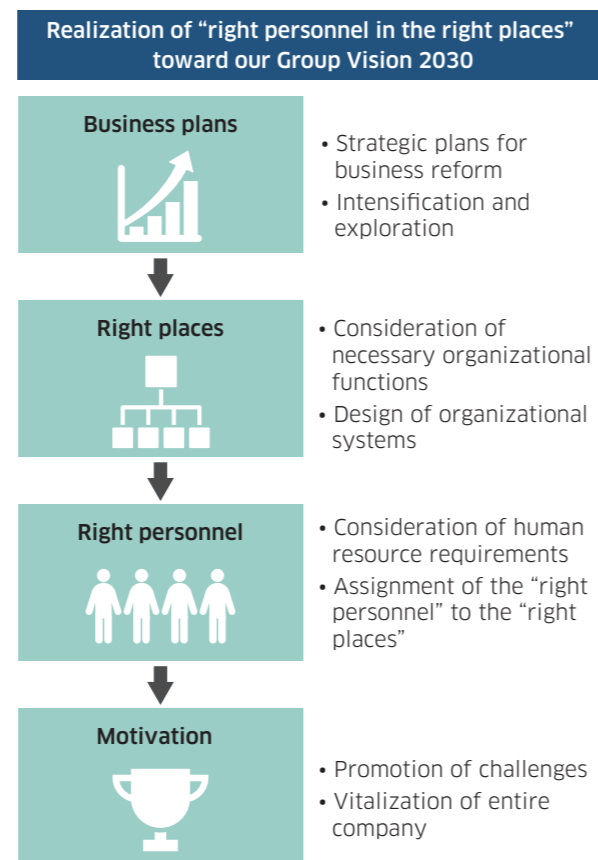 Realization of “right personnel in the right places”
toward our Group Vision 2030
Business plans
• Strategic plans for
business reform
• Intensification and
exploration
Right places
• Consideration of
necessary organizational
functions
• Design of organizational
systems
Right personnel
• Consideration of human
resource requirements
• Assignment of the “right
personnel” to the “right
places”
Motivation
• Promotion of challenges
• Vitalization of entire
company